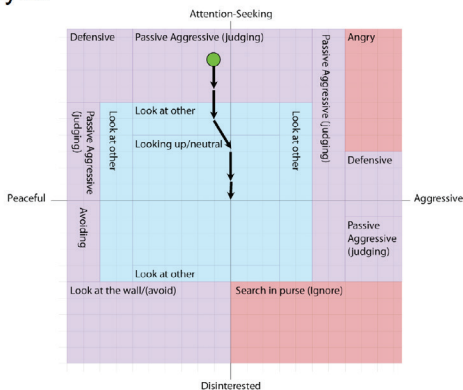 Attention-Seeking
Defensive
Passive Aggressive (judging)
Passive Aggressive (judging)
Angry
Look at other
Looking up/neutral
Passive Aggressive
(judging)
Look at other
Look at other
Defensive
Peaceful
Aggressive
Avoiding
Passive
Aggressive
(judging)
Look at other
Look at the wall/(avoid)
Search in purse (Ignore)
Disinterested